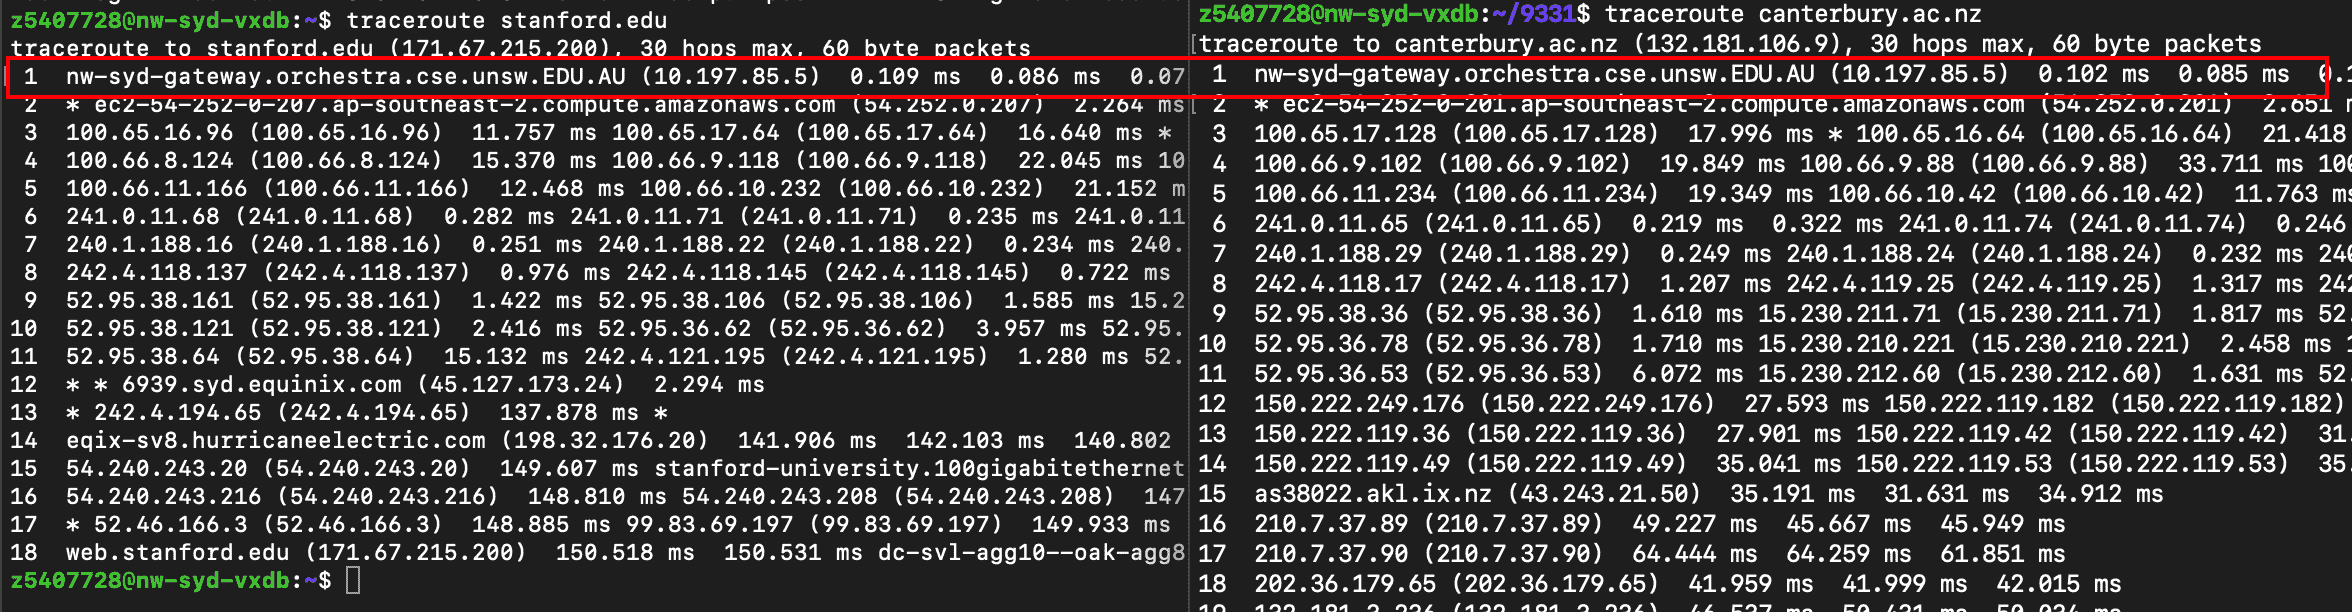 z5407728@nw-syd-vxdb:~$ traceroute stanford.edu
traceroute to stanford.edu (171.67.215.200), 30 hops max, 60 byte packets
1 nw-syd-gateway.orchestra.cse.unsw.EDU.AU (10.197.85.5) 0.109 ms 0.086 ms 0.07
2 * ec2-54-252-0-207.ap-southeast-2.compute.amazonaws.com (54.252.0.207) 2.264 ms
3 100.65.16.96 (100.65.16.96) 11.757 ms 100.65.17.64 (100.65.17.64) 16.640 ms *
4 100.66.8.124 (100.66.8.124) 15.370 ms 100.66.9.118 (100.66.9.118) 22.045 ms 10
5 100.66.11.166 (100.66.11.166) 12.468 ms 100.66.10.232 (100.66.10.232) 21.152 m
6 241.0.11.68 (241.0.11.68) 0.282 ms 241.0.11.71 (241.0.11.71) 0.235 ms 241.0.11
7 240.1.188.16 (240.1.188.16) 0.251 ms 240.1.188.22 (240.1.188.22) 0.234 ms 240.
8 242.4.118.137 (242.4.118.137) 0.976 ms 242.4.118.145 (242.4.118.145) 0.722 ms
9 52.95.38.161 (52.95.38.161) 1.422 ms 52.95.38.106 (52.95.38.106) 1.585 ms 15.2
10 52.95.38.121 (52.95.38.121) 2.416 ms 52.95.36.62 (52.95.36.62) 3.957 ms 52.95.
11 52.95.38.64 (52.95.38.64) 15.132 ms 242.4.121.195 (242.4.121.195) 1.280 ms 52.
12 * * 6939.syd.equinix.com (45.127.173.24) 2.294 ms
13 * 242.4.194.65 (242.4.194.65) 137.878 ms *
14 eqix-sv8.hurricaneelectric.com (198.32.176.20) 141.906 ms 142.103 ms 140.802
15 54.240.243.20 (54.240.243.20) 149.607 ms stanford-university.100gigabitethernet
16 54.240.243.216 (54.240.243.216) 148.810 ms 54.240.243.208 (54.240.243.208) 147
17 * 52.46.166.3 (52.46.166.3) 148.885 ms 99.83.69.197 (99.83.69.197) 149.933 ms
18 web.stanford.edu (171.67.215.200) 150.518 ms 150.531 ms dc-svl-agg10--oak-agg8
z5407728@nw-syd-vxdb:~$
z5407728@nw-syd-vxdb:~/9331$ traceroute canterbury.ac.nz
[traceroute to canterbury.ac.nz (132.181.106.9), 30 hops max, 60 byte packets
1 nw-syd-gateway.orchestra.cse.unsw.EDU.AU (10.197.85.5) 0.102 ms 0.085 ms 0.1
[ 2 * ec2-54-252-0-201.ap-southeast-2.compute.amazonaws.com (54.252.0.201) 2.651 m
3 100.65.17.128 (100.65.17.128) 17.996 ms * 100.65.16.64 (100.65.16.64) 21.418
4 100.66.9.102 (100.66.9.102) 19.849 ms 100.66.9.88 (100.66.9.88) 33.711 ms 100
5 100.66.11.234 (100.66.11.234) 19.349 ms 100.66.10.42 (100.66.10.42) 11.763 ms
6 241.0.11.65 (241.0.11.65) 0.219 ms 0.322 ms 241.0.11.74 (241.0.11.74) 0.246
7 240.1.188.29 (240.1.188.29) 0.249 ms 240.1.188.24 (240.1.188.24) 0.232 ms 240
8 242.4.118.17 (242.4.118.17) 1.207 ms 242.4.119.25 (242.4.119.25) 1.317 ms 242
9 52.95.38.36 (52.95.38.36) 1.610 ms 15.230.211.71 (15.230.211.71) 1.817 ms 52.
10 52.95.36.78 (52.95.36.78) 1.710 ms 15.230.210.221 (15.230.210.221) 2.458 ms 1
11 52.95.36.53 (52.95.36.53) 6.072 ms 15.230.212.60 (15.230.212.60) 1.631 ms 52.
12 150.222.249.176 (150.222.249.176) 27.593 ms 150.222.119.182 (150.222.119.182)
13 150.222.119.36 (150.222.119.36) 27.901 ms 150.222.119.42 (150.222.119.42) 31.
14 150.222.119.49 (150.222.119.49) 35.041 ms 150.222.119.53 (150.222.119.53) 35.
15 as38022.akl.ix.nz (43.243.21.50) 35.191 ms 31.631 ms 34.912 ms
16 210.7.37.89 (210.7.37.89) 49.227 ms 45.667 ms 45.949 ms
17 210.7.37.90 (210.7.37.90) 64.444 ms 64.259 ms 61.851 ms
18 202.36.179.65 (202.36.179.65) 41.959 ms 41.999 ms 42.015 ms